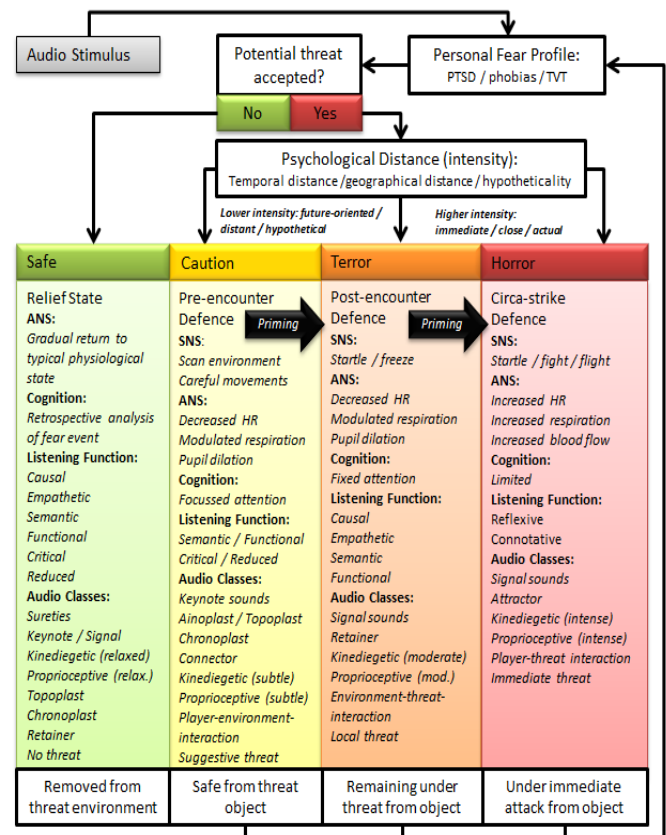 Audio Stimulus
Potential threat
accepted?
Personal Fear Profile:
PTSD / phobias / TVT
No
Yes
Psychological Distance (intensity):
Temporal distance /geographical distance / hypotheticality
Lower intensity: future-oriented /
distant / hypothetical
Higher intensity:
immediate / close / actual
Safe
Relief State
ANS:
Gradual return to
typical physiological
state
Cognition:
Retrospective analysis
of fear event
Listening Function:
Causal
Empathetic
Semantic
Functional
Critical
Reduced
Audio Classes:
Sureties
Keynote / Signal
Kinediegetic (relaxed)
Proprioceptive (relax.)
Topoplast
Chronoplast
Retainer
No threat
Removed from
threat environment
Caution
Pre-encounter
Defence
Priming
SNS:
Scan environment
Careful movements
ANS:
Decreased HR
Modulated respiration
Pupil dilation
Cognition:
Focussed attention
Listening Function:
Semantic / Functional
Critical / Reduced
Audio Classes:
Keynote sounds
Ainoplast / Topoplast
Chronoplast
Connector
Kinediegetic (subtle)
Proprioceptive (subtle)
Player-environment-
interaction
Suggestive threat
Safe from threat
object
Terror
Post-encounter
Defence
Priming
SNS:
Startle / freeze
ANS:
Decreased HR
Modulated respiration
Pupil dilation
Cognition:
Fixed attention
Listening Function:
Causal
Empathetic
Semantic
Functional
Audio Classes:
Signal sounds
Retainer
Kinediegetic (moderate)
Proprioceptive (mod.)
Environment-threat-
interaction
Local threat
Remaining under
threat from object
Horror
Circa-strike
Defence
SNS:
Startle / fight / flight
ANS:
Increased HR
Increased respiration
Increased blood flow
Cognition:
Limited
Listening Function:
Reflexive
Connotative
Audio Classes:
Signal sounds
Attractor
Kinediegetic (intense)
Proprioceptive (intense)
Player-threat interaction
Immediate threat
Under immediate
attack from object